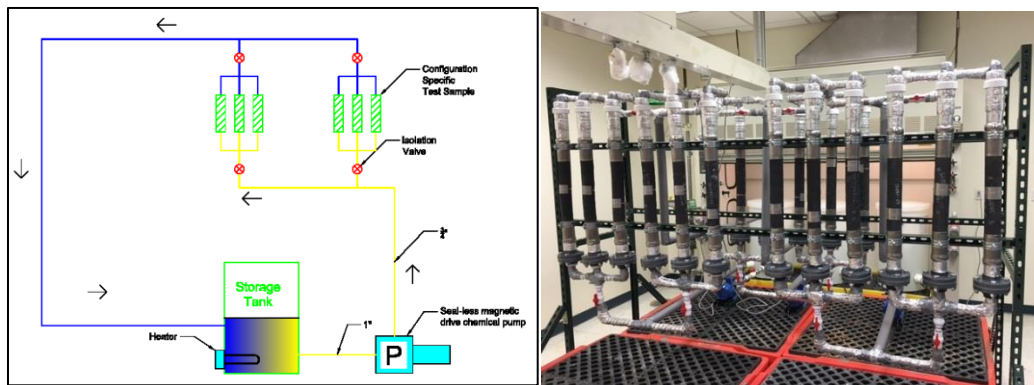 Configuration
Specific
Test Sample
Isolation
Valve
¾"
Storage
Tank
Seal-less magnetic
drive chemical pump
Heater
1"
P